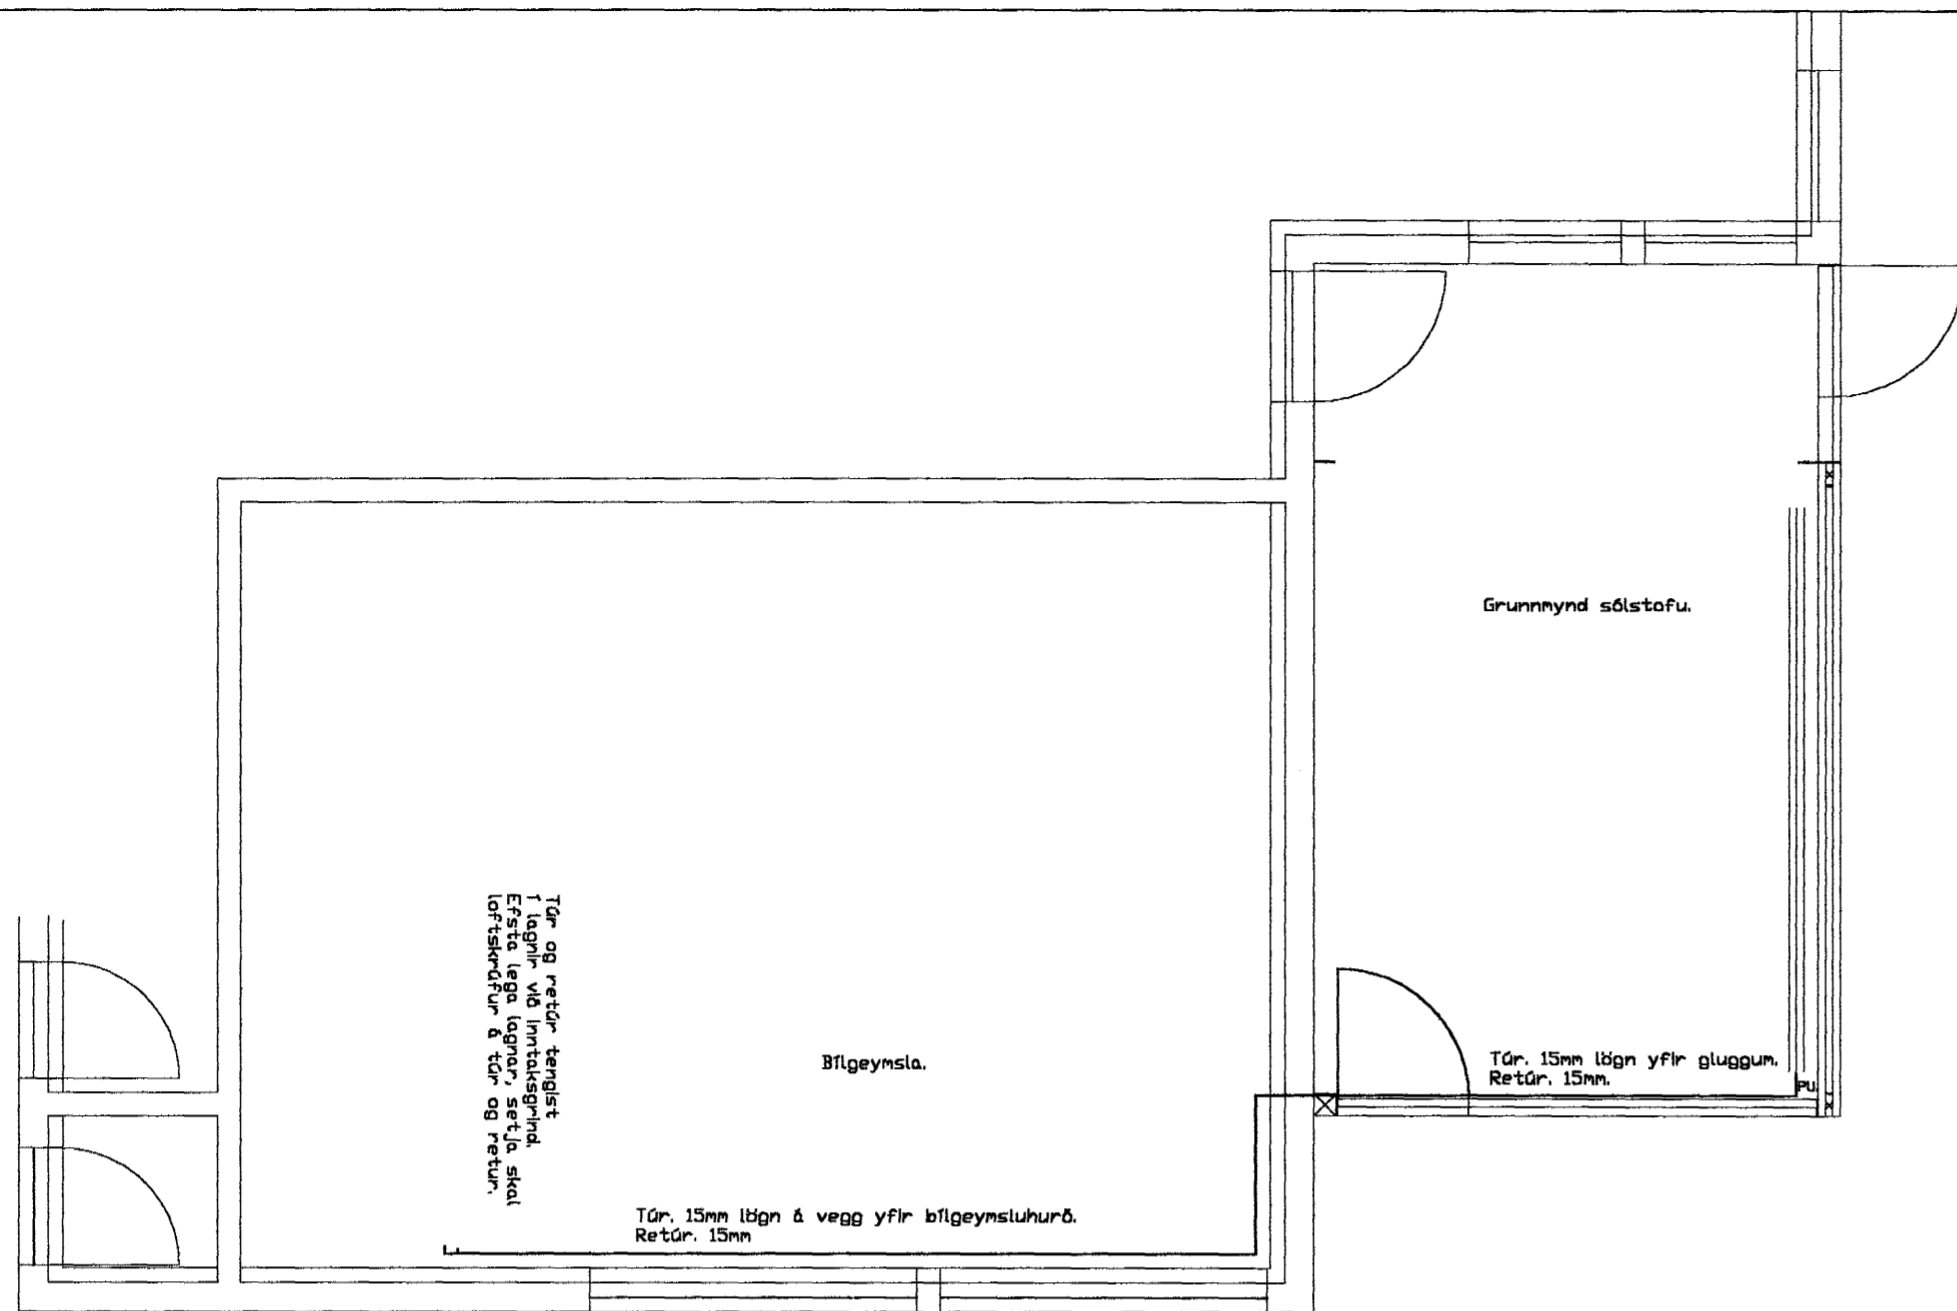 Grunnmynd sólstofu.
Túr og retúr tengist
í lagnir við inntaksgrind.
Efsta lega lagnar, setja skal
loftskrúfur á túr og retur.
Bílgeymsla.
Túr. 15mm lögn yfir gluggum.
Retúr. 15mm.
PU.
Túr. 15mm lögn á vegg yfir bílgeymsluhurð.
Retúr. 15mm